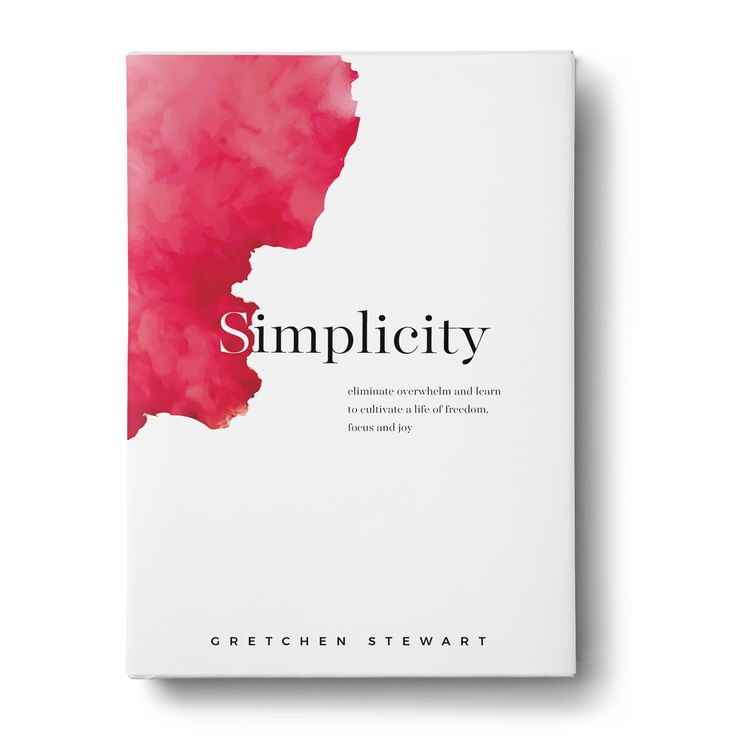 Simplicity
eliminate overwhelm and learn
to cultivate a life of freedom,
focus and joy
GRETCHEN STEWART